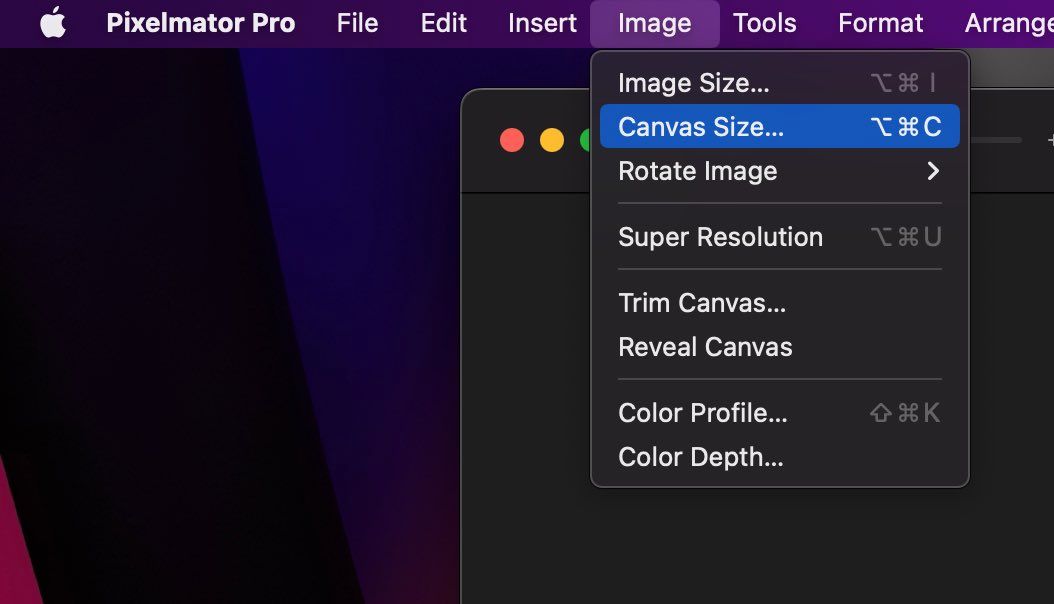 Pixelmator Pro File Edit Insert Image Tools Format Arrange
Image Size... ⌥⌘I
Canvas Size... ⌥⌘C
Rotate Image
Super Resolution ⌥⌘U
Trim Canvas...
Reveal Canvas
Color Profile... ⇧⌘K
Color Depth...